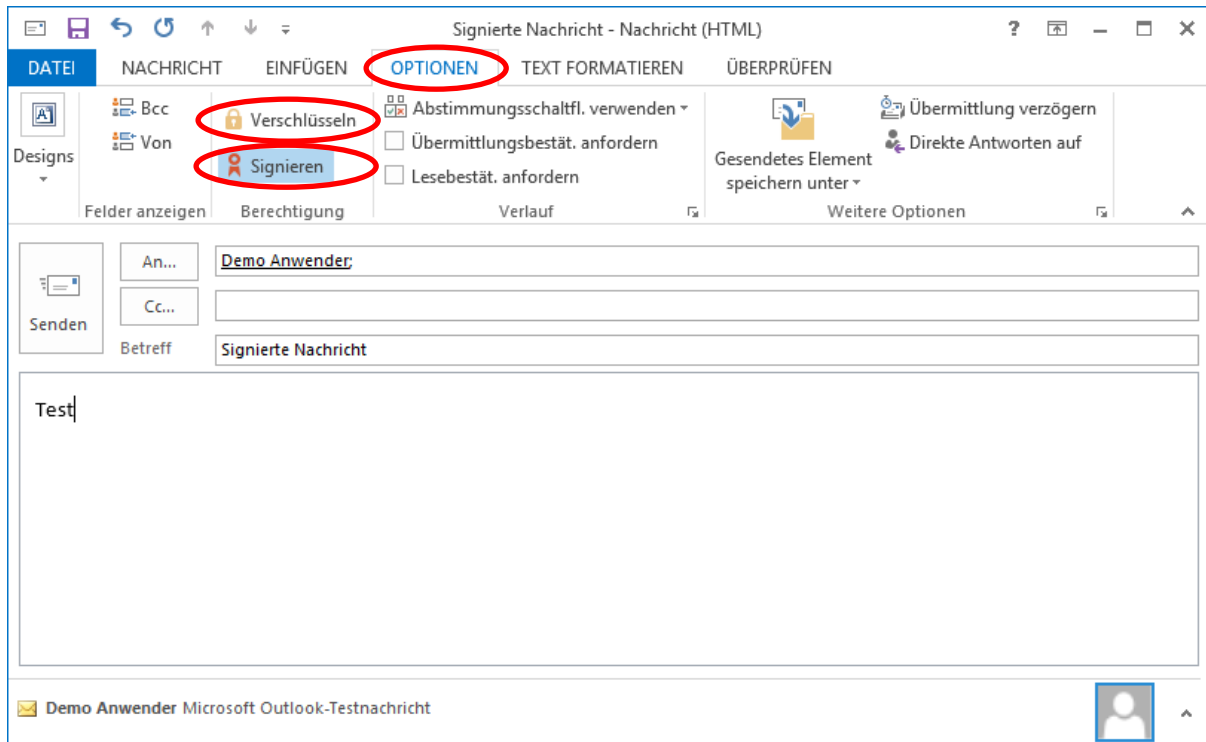 Signierte Nachricht - Nachricht (HTML)
?
DATEI NACHRICHT EINFÜGEN OPTIONEN TEXT FORMATIEREN ÜBERPRÜFEN
Designs
Bcc
Von
Felder anzeigen
Verschlüsseln
Signieren
Berechtigung
Abstimmungsschaltfl. verwenden
Übermittlungsbestät. anfordern
Lesebestät. anfordern
Verlauf
Gesendetes Element
speichern unter
Übermittlung verzögern
Direkte Antworten auf
Weitere Optionen
Senden
An... Demo Anwender;
Cc...
Betreff Signierte Nachricht
Test
Demo Anwender Microsoft Outlook-Testnachricht